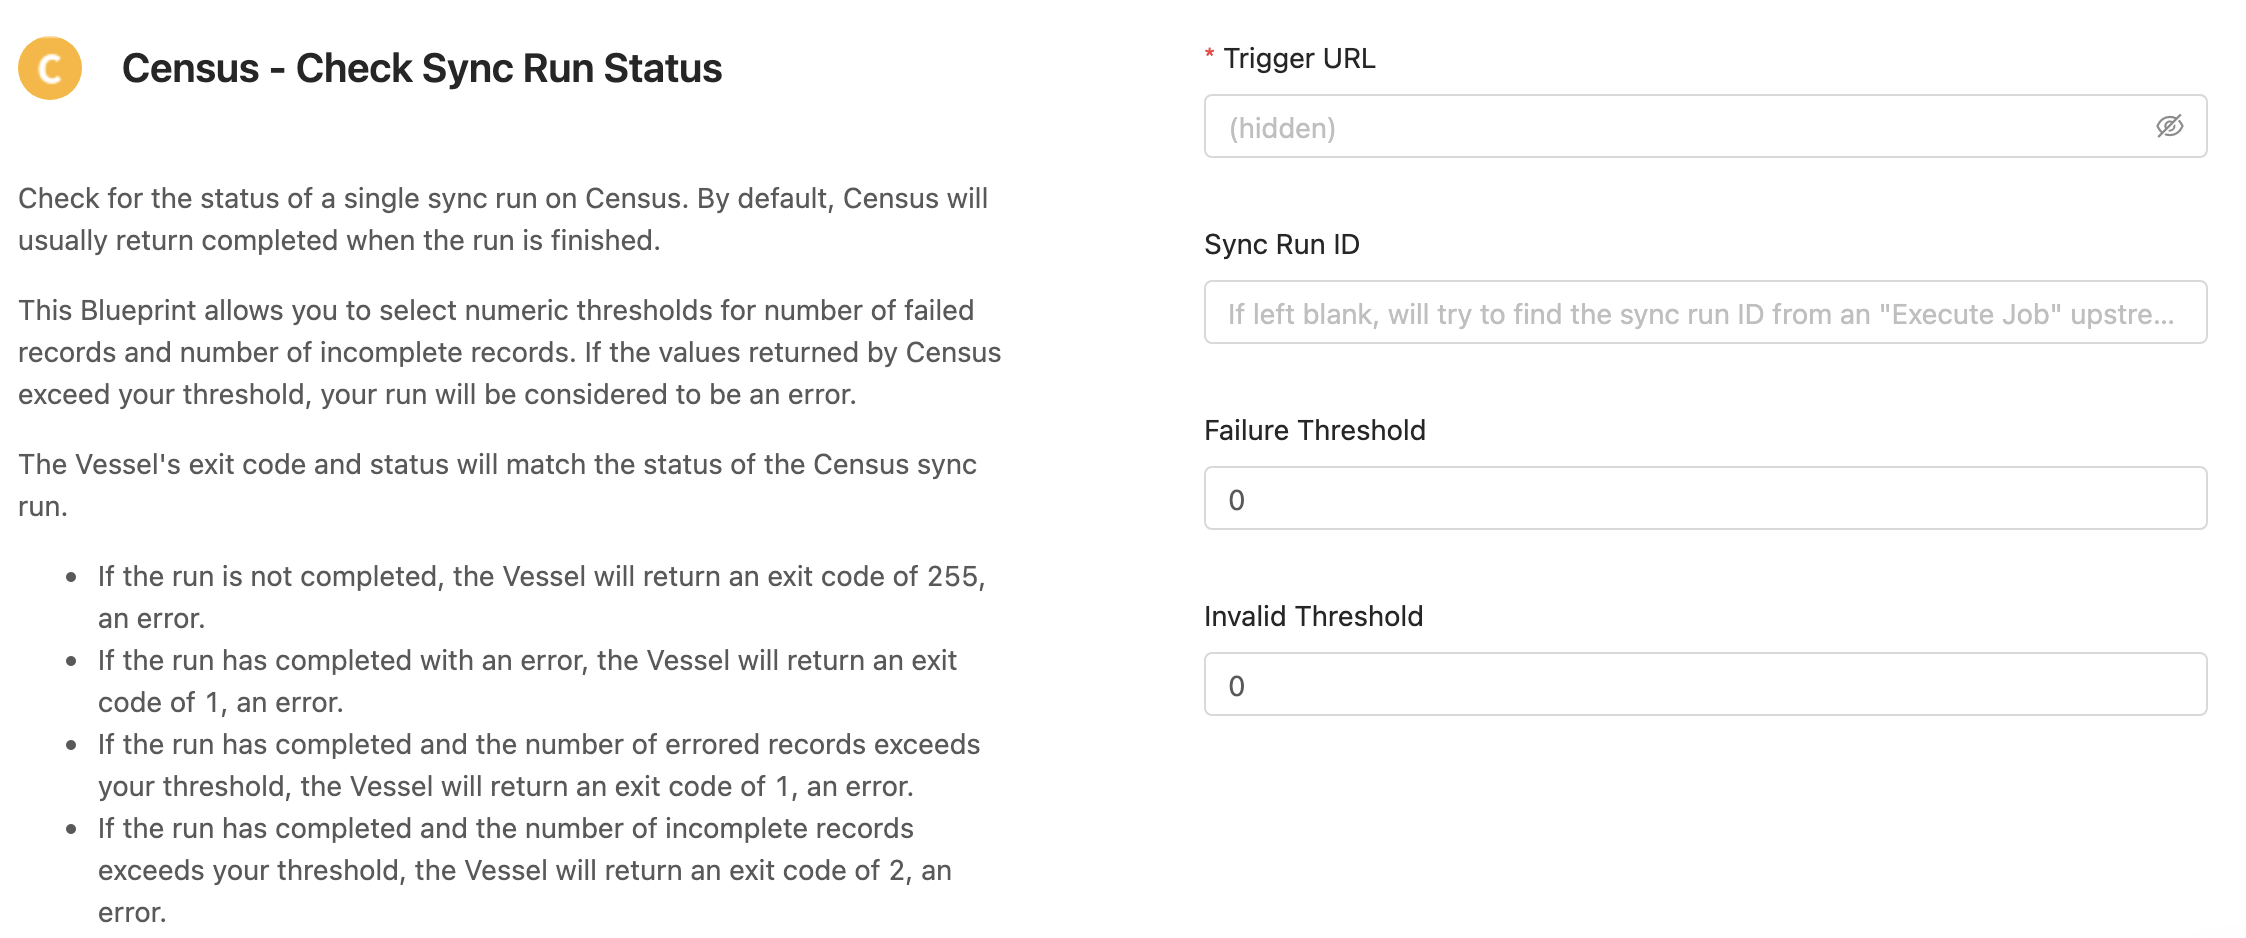 C
Census - Check Sync Run Status
Check for the status of a single sync run on Census. By default, Census will
usually return completed when the run is finished.
This Blueprint allows you to select numeric thresholds for number of failed
records and number of incomplete records. If the values returned by Census
exceed your threshold, your run will be considered to be an error.
The Vessel's exit code and status will match the status of the Census sync
run.
• If the run is not completed, the Vessel will return an exit code of 255,
an error.
• If the run has completed with an error, the Vessel will return an exit
code of 1, an error.
• If the run has completed and the number of errored records exceeds
your threshold, the Vessel will return an exit code of 1, an error.
• If the run has completed and the number of incomplete records
exceeds your threshold, the Vessel will return an exit code of 2, an
error.
* Trigger URL
(hidden)
Sync Run ID
If left blank, will try to find the sync run ID from an "Execute Job" upstre...
Failure Threshold
0
Invalid Threshold
0